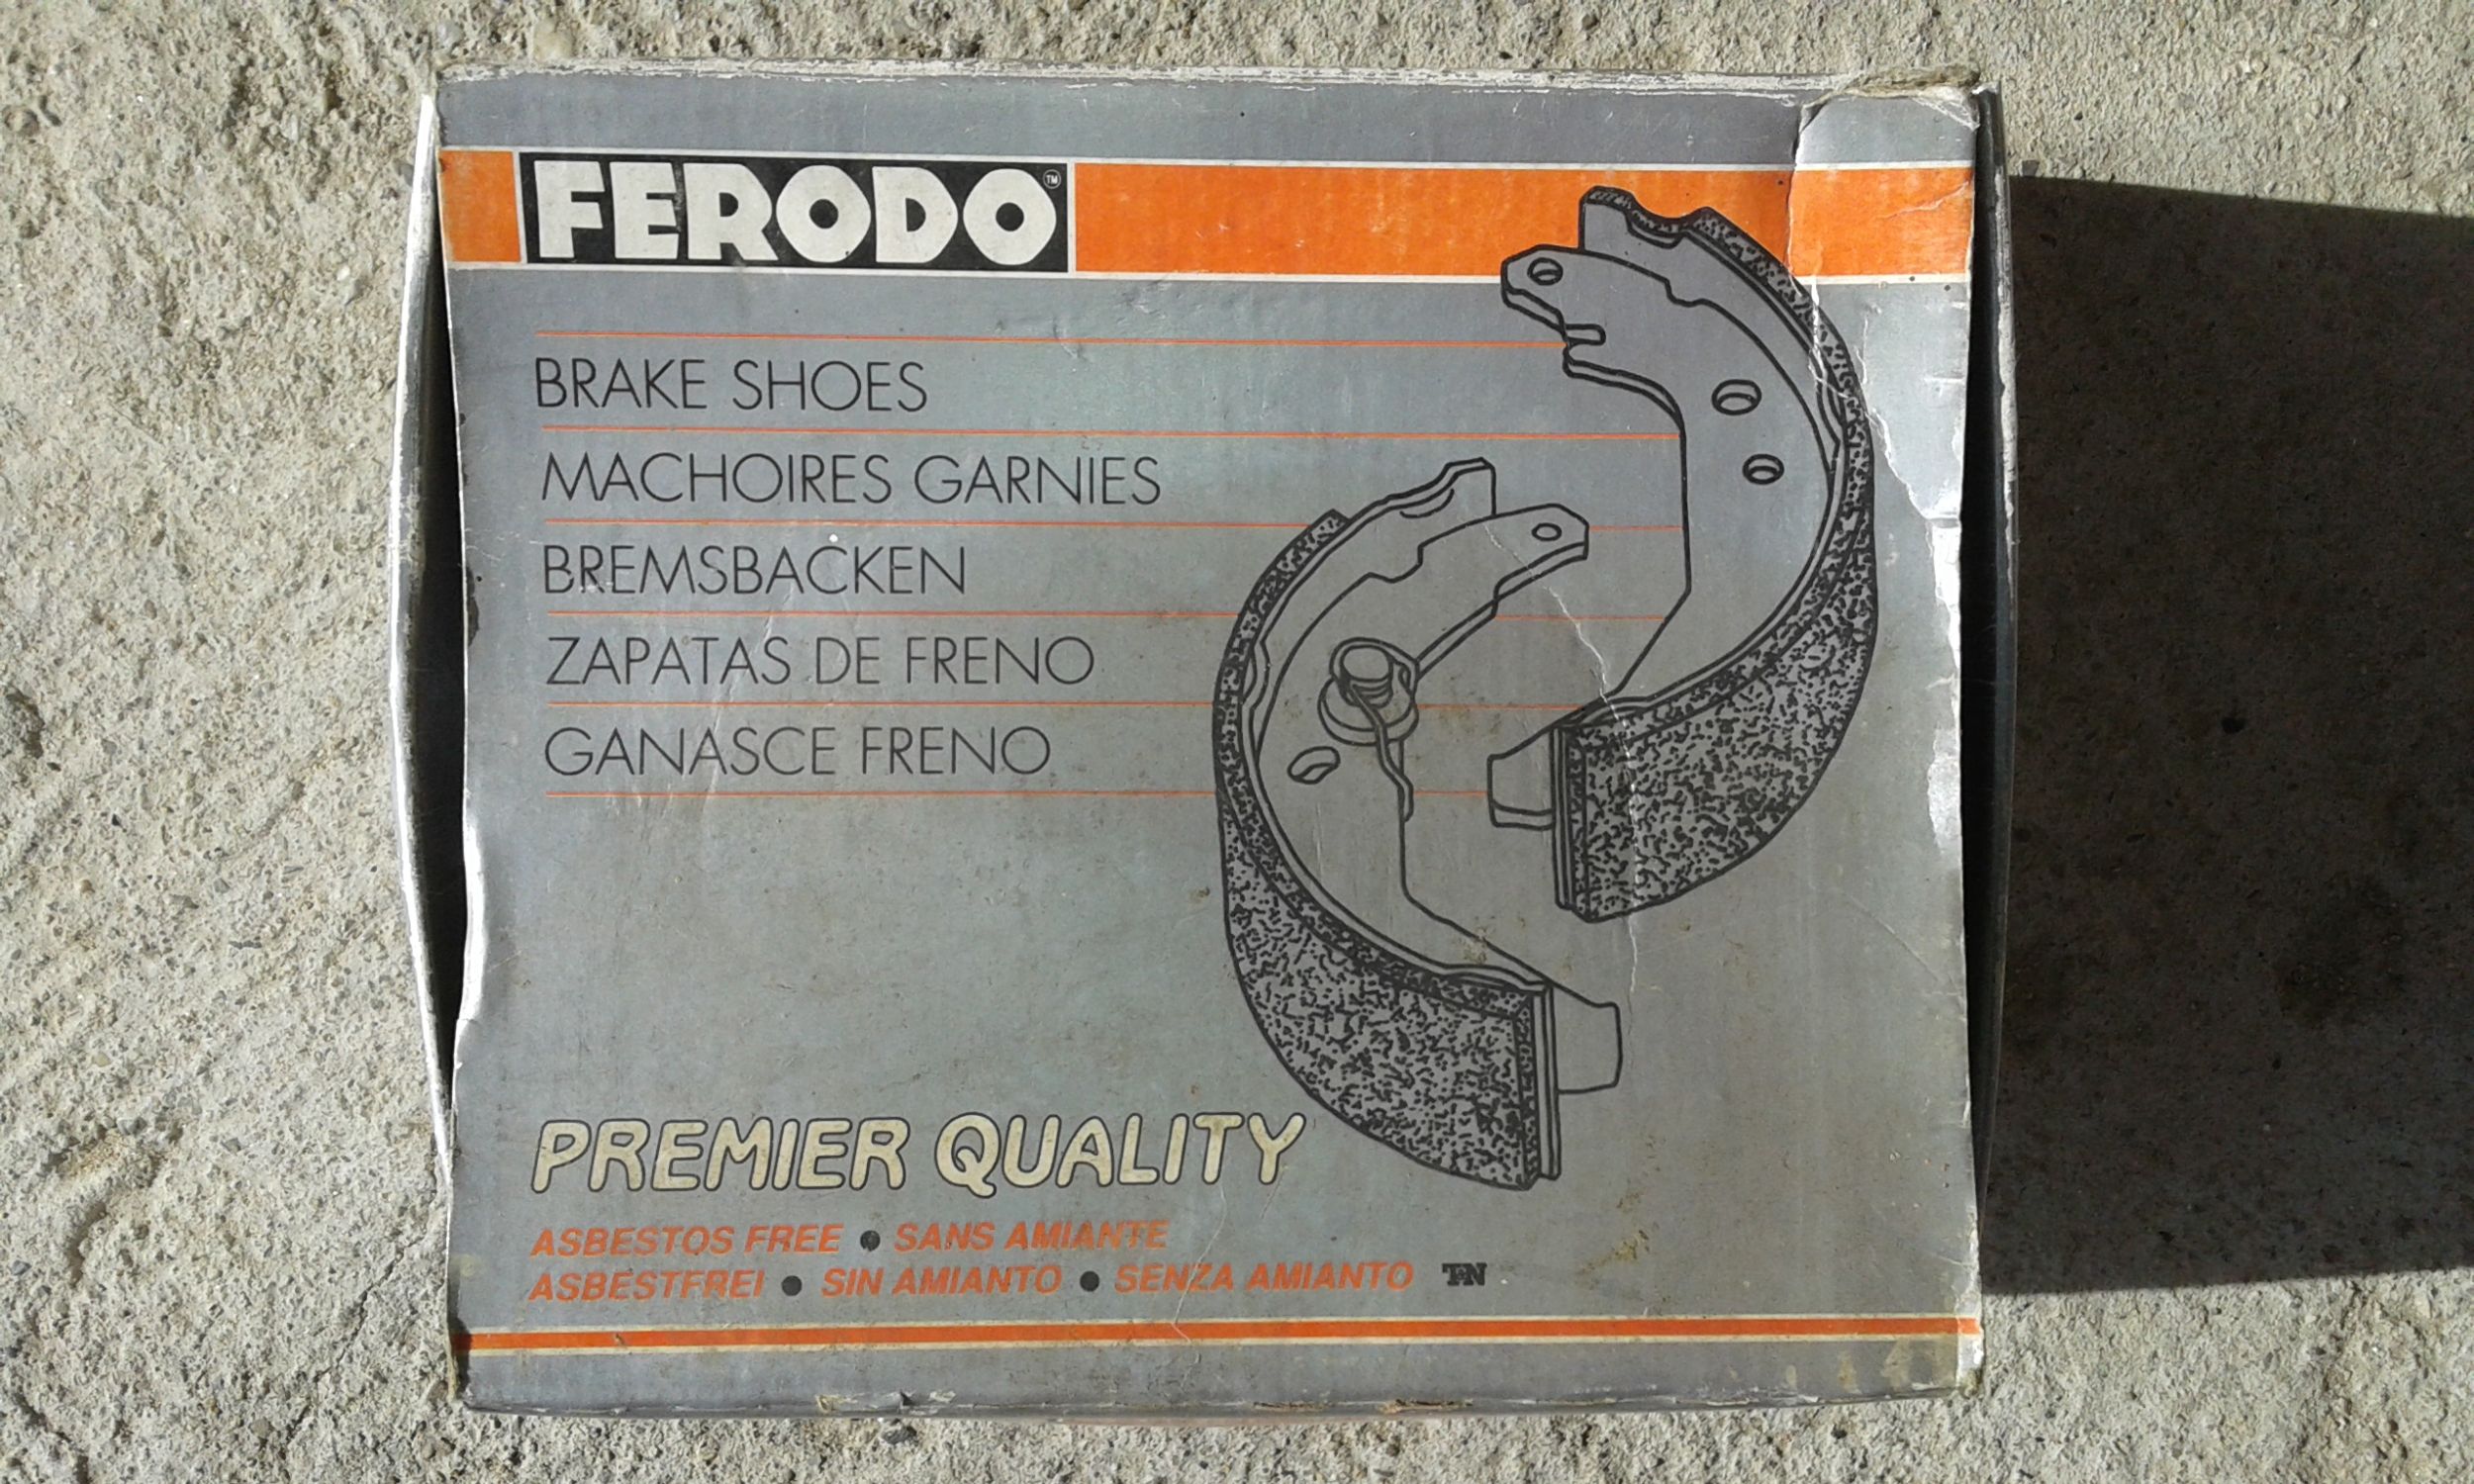 FERODO™
BRAKE SHOES
MACHOIRES GARNIES
BREMSBACKEN
ZAPATAS DE FRENO
GANASCE FRENO
PREMIER QUALITY
ASBESTOS FREE ● SANS AMIANTE
ASBESTFREI ● SIN AMIANTO ● SENZA AMIANTO T&N